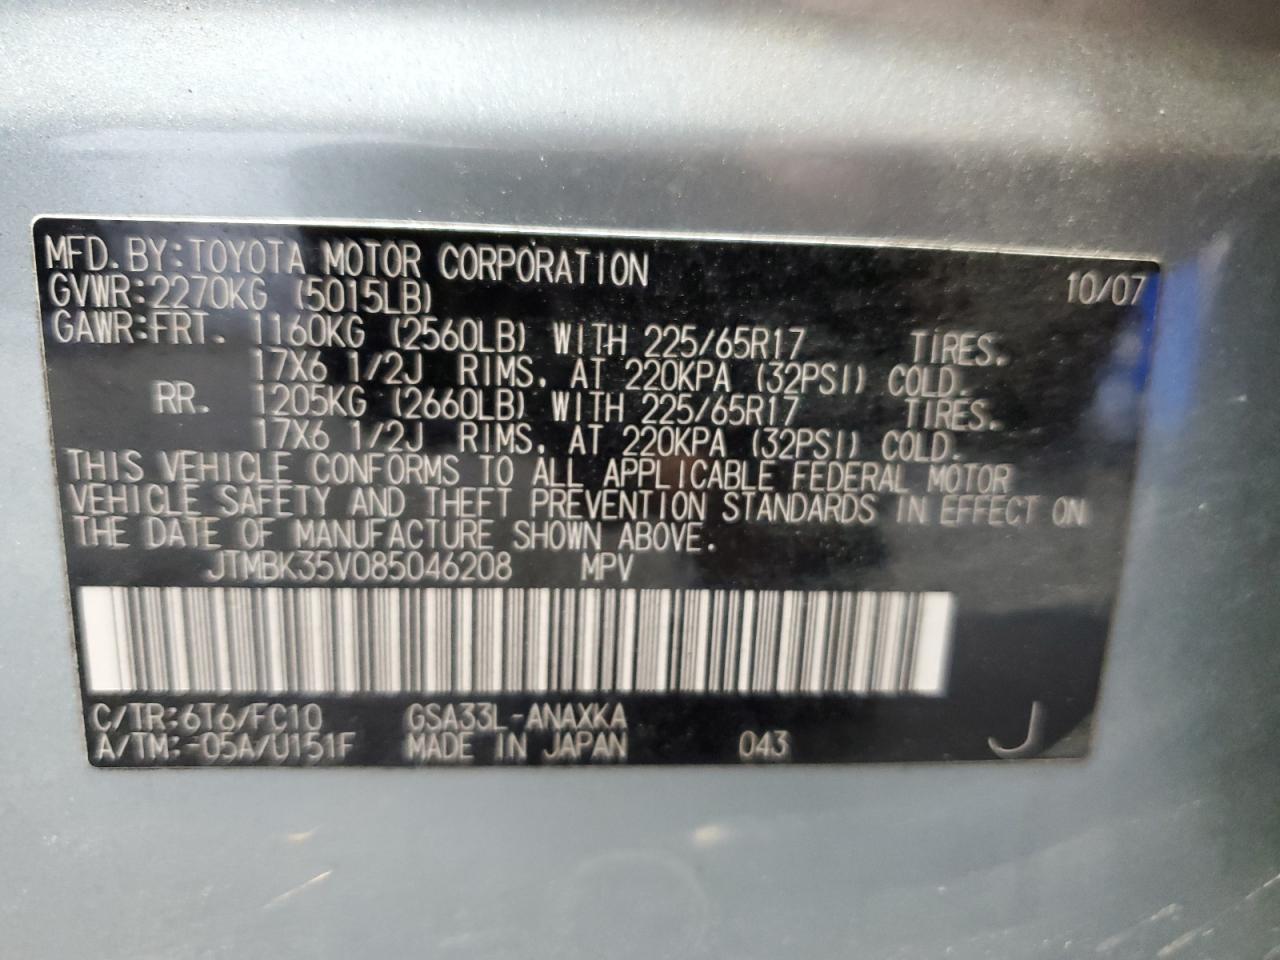 MFD. BY: TOYOTA MOTOR CORPORATION 10/07
GVWR: 2270KG (5015LB)
GAWR: FRT. 1160KG (2560LB) WITH 225/65R17 TIRES.
17X6 1/2J RIMS, AT 220KPA (32PSI) COLD.
RR. 1205KG (2660LB) WITH 225/65R17 TIRES.
17X6 1/2J RIMS, AT 220KPA (32PSI) COLD.
THIS VEHICLE CONFORMS TO ALL APPLICABLE FEDERAL MOTOR
VEHICLE SAFETY AND THEFT PREVENTION STANDARDS IN EFFECT ON
THE DATE OF MANUFACTURE SHOWN ABOVE.
JTMBK35V085046208 MPV
C/TR: 6T6/FC10 GSA33L-ANAXKA
A/TM: -05A/U151F MADE IN JAPAN 043 J